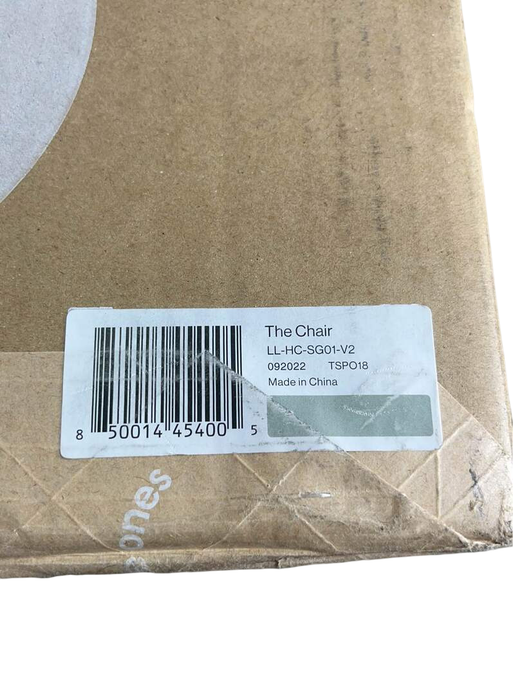 The Chair
LL-HC-SG01-V2
092022 TSPO18
Made in China
8 50014 45400 5
ones